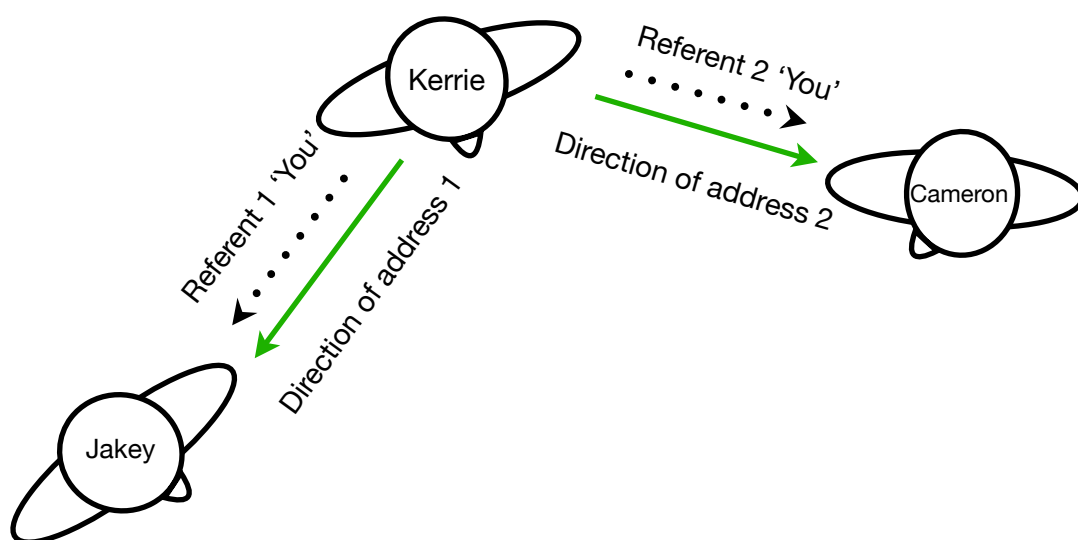 Kerrie
Referent 2 ‘You’
Direction of address 2
Cameron
Referent 1 ‘You’
Direction of address 1
Jakey